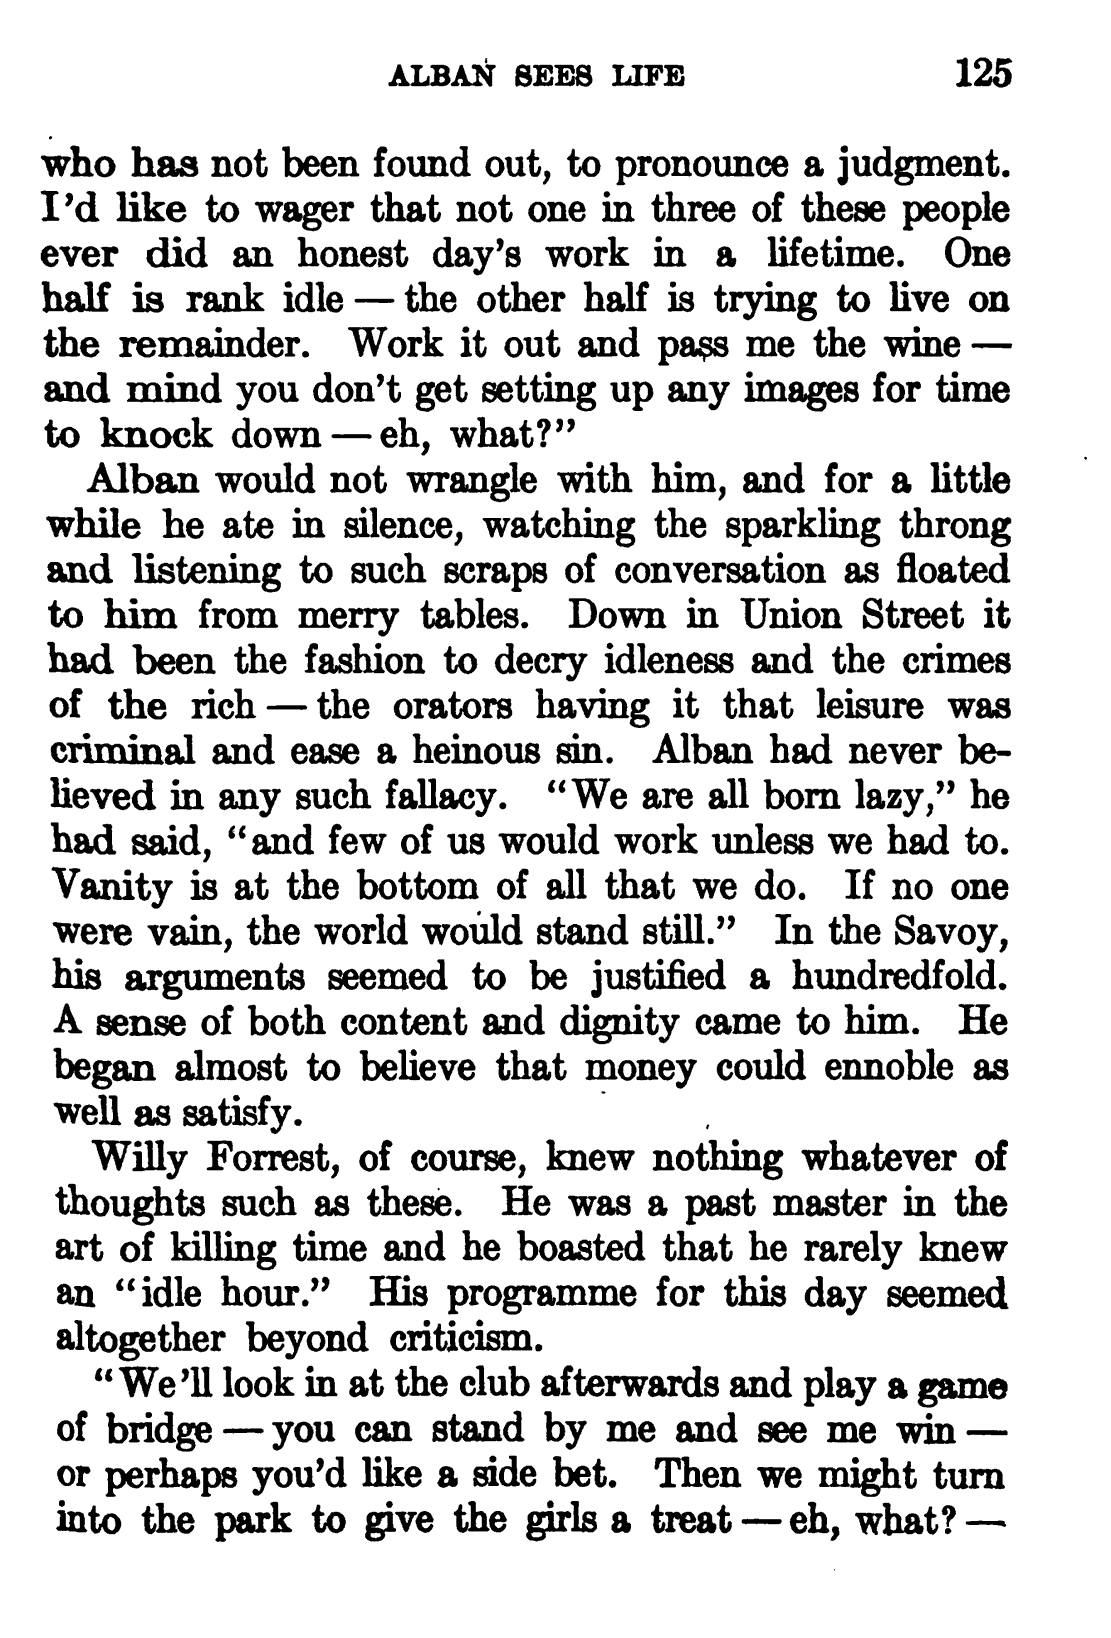 ALBAN SEES LIFE 125
who has not been found out, to pronounce a judgment.
I'd like to wager that not one in three of these people
ever did an honest day's work in a lifetime. One
half is rank idle — the other half is trying to live on
the remainder. Work it out and pass me the wine —
and mind you don't get setting up any images for time
to knock down — eh, what?"
Alban would not wrangle with him, and for a little
while he ate in silence, watching the sparkling throng
and listening to such scraps of conversation as floated
to him from merry tables. Down in Union Street it
had been the fashion to decry idleness and the crimes
of the rich — the orators having it that leisure was
criminal and ease a heinous sin. Alban had never be-
lieved in any such fallacy. "We are all born lazy," he
had said, "and few of us would work unless we had to.
Vanity is at the bottom of all that we do. If no one
were vain, the world would stand still." In the Savoy,
his arguments seemed to be justified a hundredfold.
A sense of both content and dignity came to him. He
began almost to believe that money could ennoble as
well as satisfy.
Willy Forrest, of course, knew nothing whatever of
thoughts such as these. He was a past master in the
art of killing time and he boasted that he rarely knew
an "idle hour." His programme for this day seemed
altogether beyond criticism.
"We'll look in at the club afterwards and play a game
of bridge — you can stand by me and see me win —
or perhaps you'd like a side bet. Then we might turn
into the park to give the girls a treat — eh, what? —